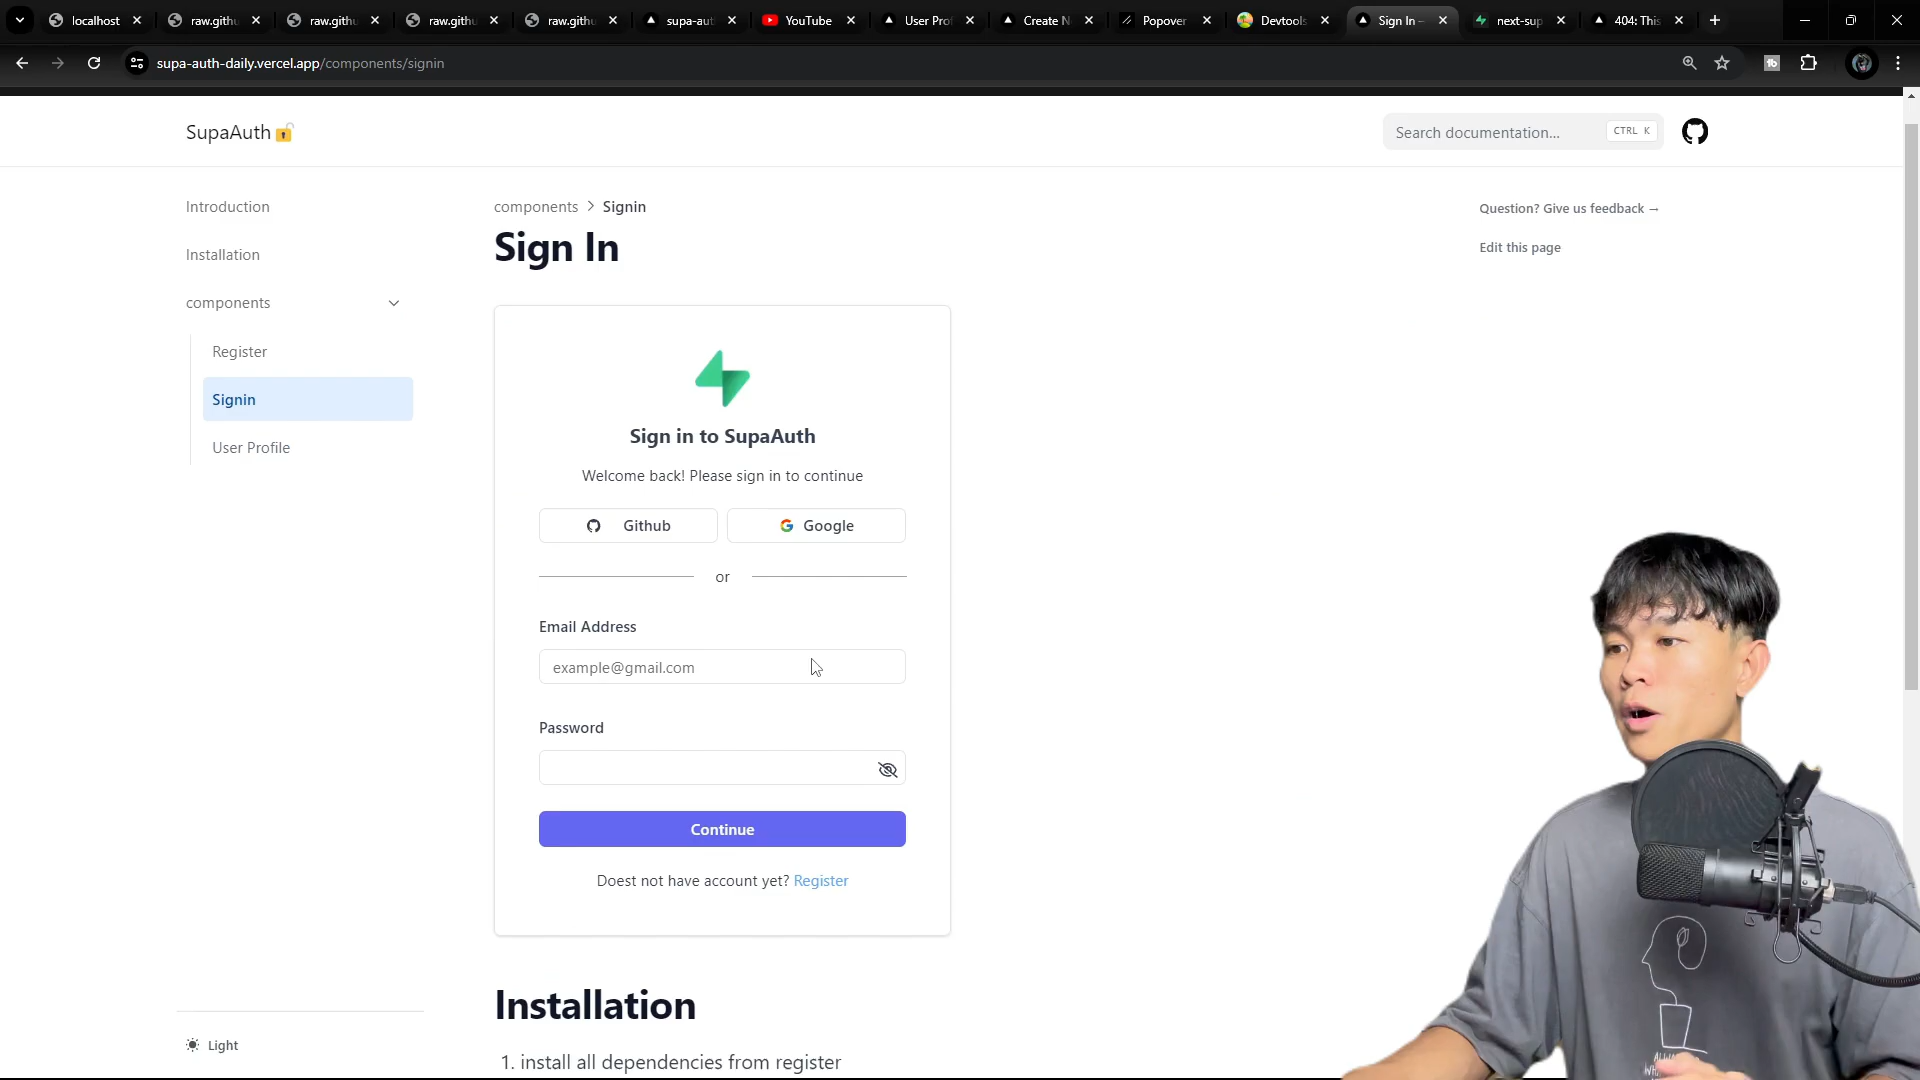 localhost
raw.githu
raw.githu
raw.githu
raw.githu
supa-aut
YouTube
User Prof
Create N
Popover
Devtools
Sign In –
next-sup
404: This
supa-auth-daily.vercel.app/components/signin
SupaAuth
Search documentation... CTRL K
Introduction
Installation
components
Register
Signin
User Profile
Light
components > Signin
Sign In
Sign in to SupaAuth
Welcome back! Please sign in to continue
Github
Google
or
Email Address
example@gmail.com
Password
Continue
Doest not have account yet? Register
Installation
1. install all dependencies from register
Question? Give us feedback →
Edit this page